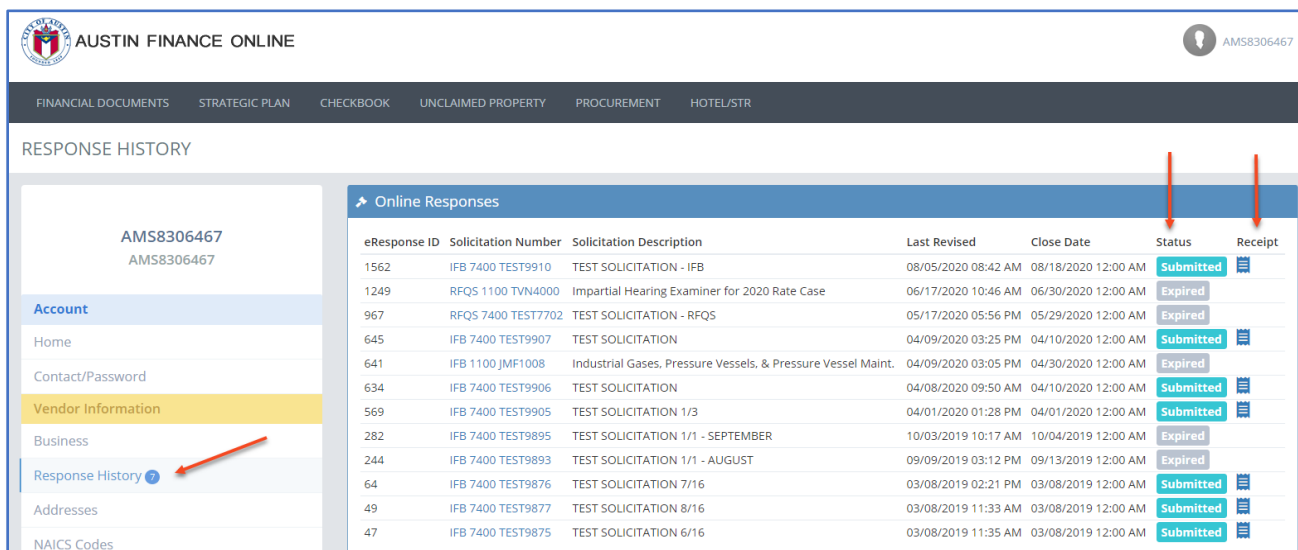 AUSTIN FINANCE ONLINE
AMS8306467
FINANCIAL DOCUMENTS STRATEGIC PLAN CHECKBOOK UNCLAIMED PROPERTY PROCUREMENT HOTEL/STR
RESPONSE HISTORY
AMS8306467
AMS8306467
Account
Home
Contact/Password
Vendor Information
Business
Response History 7
Addresses
NAICS Codes
Online Responses
eResponse ID Solicitation Number Solicitation Description Last Revised Close Date Status Receipt
1562 IFB 7400 TEST9910 TEST SOLICITATION - IFB 08/05/2020 08:42 AM 08/18/2020 12:00 AM Submitted
1249 RFQS 1100 TVN4000 Impartial Hearing Examiner for 2020 Rate Case 06/17/2020 10:46 AM 06/30/2020 12:00 AM Expired
967 RFQS 7400 TEST7702 TEST SOLICITATION - RFQS 05/17/2020 05:56 PM 05/29/2020 12:00 AM Expired
645 IFB 7400 TEST9907 TEST SOLICITATION 04/09/2020 03:25 PM 04/10/2020 12:00 AM Submitted
641 IFB 1100 JMF1008 Industrial Gases, Pressure Vessels, & Pressure Vessel Maint. 04/09/2020 03:05 PM 04/30/2020 12:00 AM Expired
634 IFB 7400 TEST9906 TEST SOLICITATION 04/08/2020 09:50 AM 04/10/2020 12:00 AM Submitted
569 IFB 7400 TEST9905 TEST SOLICITATION 1/3 04/01/2020 01:28 PM 04/01/2020 12:00 AM Submitted
282 IFB 7400 TEST9895 TEST SOLICITATION 1/1 - SEPTEMBER 10/03/2019 10:17 AM 10/04/2019 12:00 AM Expired
244 IFB 7400 TEST9893 TEST SOLICITATION 1/1 - AUGUST 09/09/2019 03:12 PM 09/13/2019 12:00 AM Expired
64 IFB 7400 TEST9876 TEST SOLICITATION 7/16 03/08/2019 02:21 PM 03/08/2019 12:00 AM Submitted
49 IFB 7400 TEST9877 TEST SOLICITATION 8/16 03/08/2019 11:33 AM 03/08/2019 12:00 AM Submitted
47 IFB 7400 TEST9875 TEST SOLICITATION 6/16 03/08/2019 11:35 AM 03/08/2019 12:00 AM Submitted